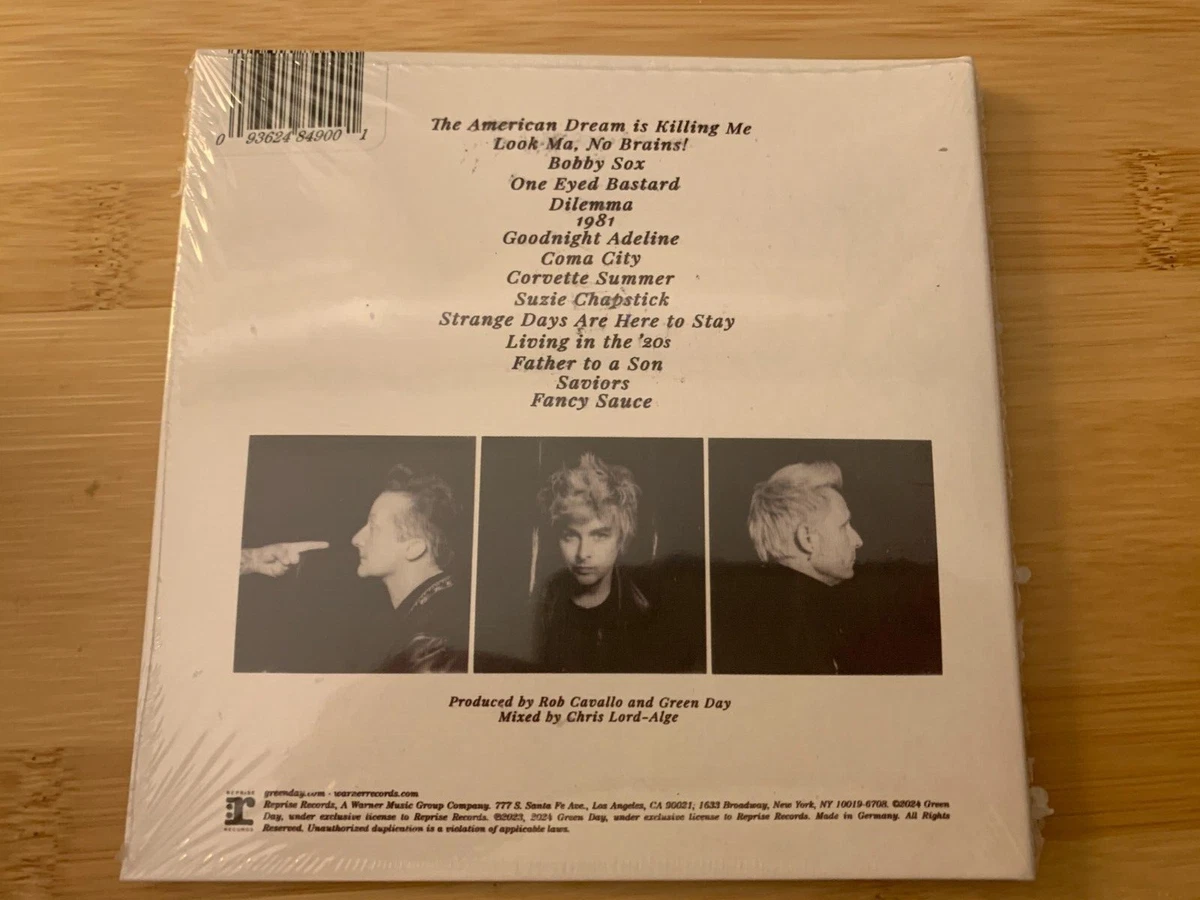 0 93624 84900 1
The American Dream is Killing Me
Look Ma, No Brains!
Bobby Sox
One Eyed Bastard
Dilemma
1981
Goodnight Adeline
Coma City
Corvette Summer
Suzie Chapstick
Strange Days Are Here to Stay
Living in the '20s
Father to a Son
Saviors
Fancy Sauce
Produced by Rob Cavallo and Green Day
Mixed by Chris Lord-Alge
REPRISE
r
RECORDS
greenday.com - warnerrecords.com
Reprise Records, A Warner Music Group Company. 777 S. Santa Fe Ave., Los Angeles, CA 90021; 1633 Broadway, New York, NY 10019-6708. ©2024 Green
Day, under exclusive license to Reprise Records. ℗2023, 2024 Green Day, under exclusive license to Reprise Records. Made in Germany. All Rights
Reserved. Unauthorized duplication is a violation of applicable laws.